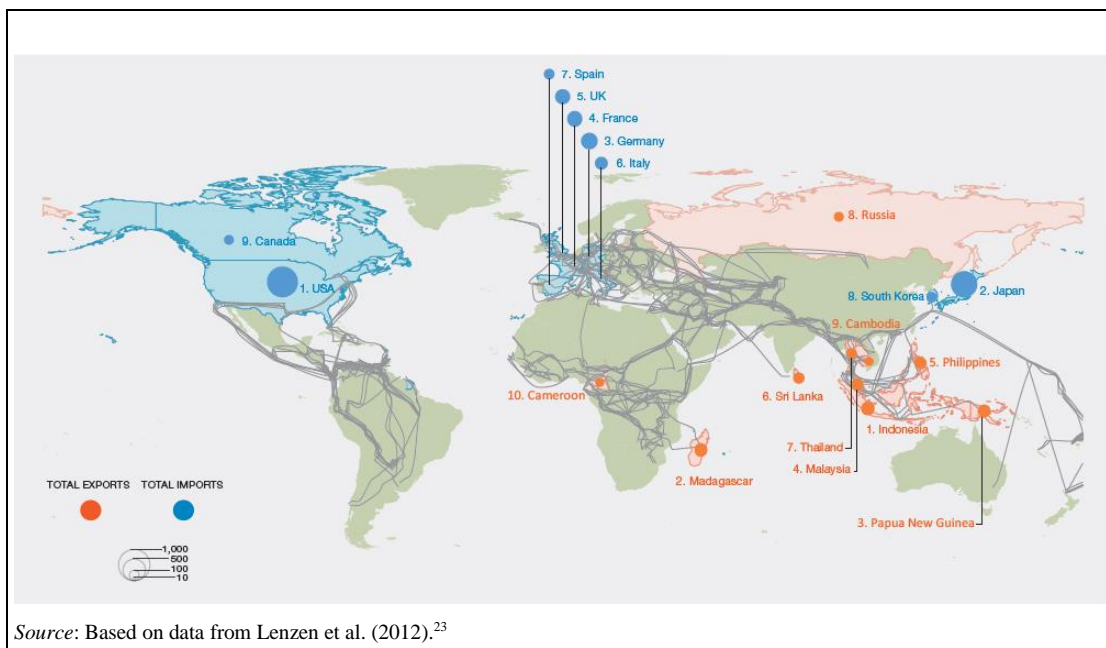 7. Spain
5. UK
4. France
3. Germany
6. Italy
8. Russia
9. Canada
1. USA
8. South Korea
2. Japan
9. Cambodia
5. Philippines
10. Cameroon
6. Sri Lanka
1. Indonesia
7. Thailand
4. Malaysia
2. Madagascar
3. Papua New Guinea
TOTAL EXPORTS TOTAL IMPORTS
1,000
500
100
10
Source: Based on data from Lenzen et al. (2012).23